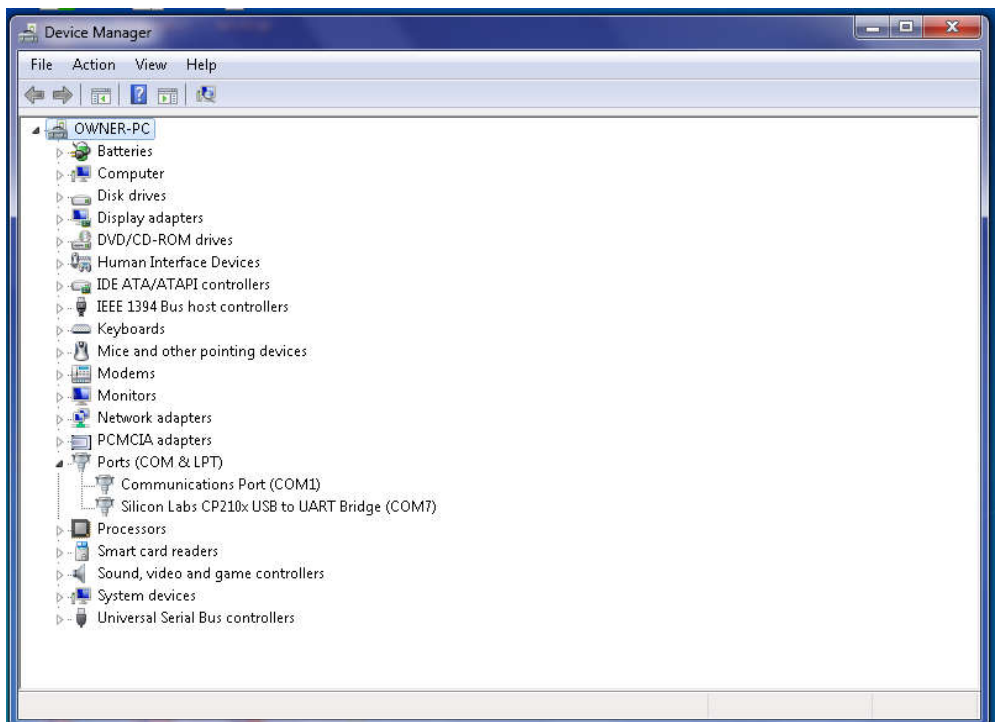 Device Manager
File Action View Help
OWNER-PC
Batteries
Computer
Disk drives
Display adapters
DVD/CD-ROM drives
Human Interface Devices
IDE ATA/ATAPI controllers
IEEE 1394 Bus host controllers
Keyboards
Mice and other pointing devices
Modems
Monitors
Network adapters
PCMCIA adapters
Ports (COM & LPT)
Communications Port (COM1)
Silicon Labs CP210x USB to UART Bridge (COM7)
Processors
Smart card readers
Sound, video and game controllers
System devices
Universal Serial Bus controllers